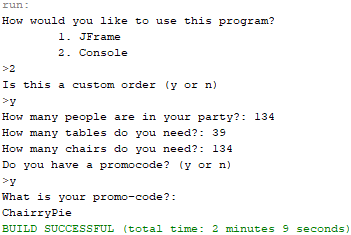 run:
How would you like to use this program?
1. JFrame
2. Console
>2
Is this a custom order (y or n)
>y
How many people are in your party?: 134
How many tables do you need?: 39
How many chairs do you need?: 134
Do you have a promocode? (y or n)
>y
What is your promo-code?:
ChairryPie
BUILD SUCCESSFUL (total time: 2 minutes 9 seconds)